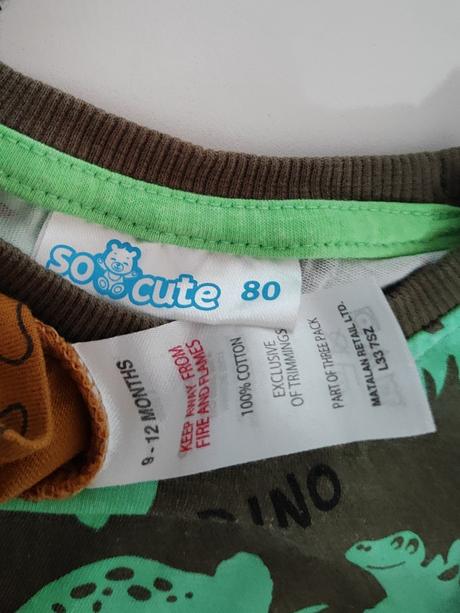 so cute 80
9-12 MONTHS
KEEP AWAY FROM
FIRE AND FLAMES
100% COTTON
EXCLUSIVE
OF TRIMMINGS
PART OF THREE PACK
MATALAN RETAIL LTD.
L33 7SZ
DINO